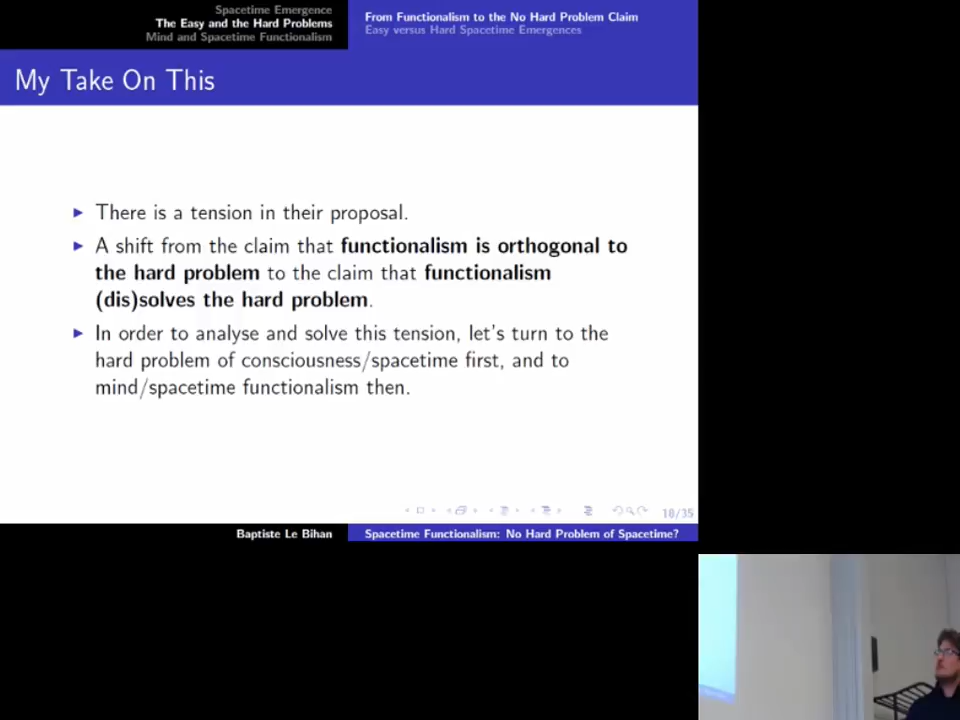 Spacetime Emergence
The Easy and the Hard Problems
Mind and Spacetime Functionalism
From Functionalism to the No Hard Problem Claim
Easy versus Hard Spacetime Emergences
My Take On This
There is a tension in their proposal.
A shift from the claim that functionalism is orthogonal to
the hard problem to the claim that functionalism
(dis)solves the hard problem.
In order to analyse and solve this tension, let's turn to the
hard problem of consciousness/spacetime first, and to
mind/spacetime functionalism then.
18/35
Baptiste Le Bihan
Spacetime Functionalism: No Hard Problem of Spacetime?